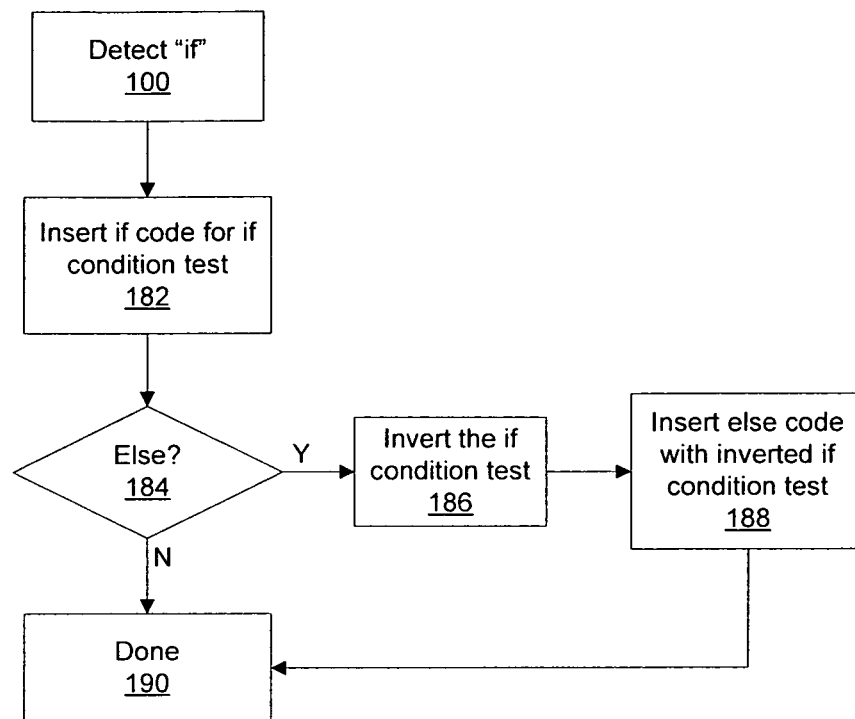 Detect “if”
100
Insert if code for if
condition test
182
Else?
184
Y
Invert the if
condition test
186
Insert else code
with inverted if
condition test
188
N
Done
190